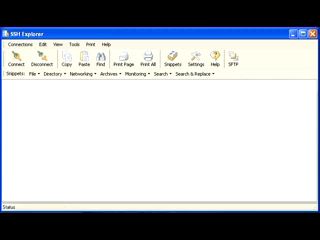 SSH Explorer
Connections Edit View Tools Print Help
Connect Disconnect Copy Paste Find Print Page Print All Snippets Settings Help SFTP
Snippets: File Directory Networking Archives Monitoring Search Search & Replace
Status